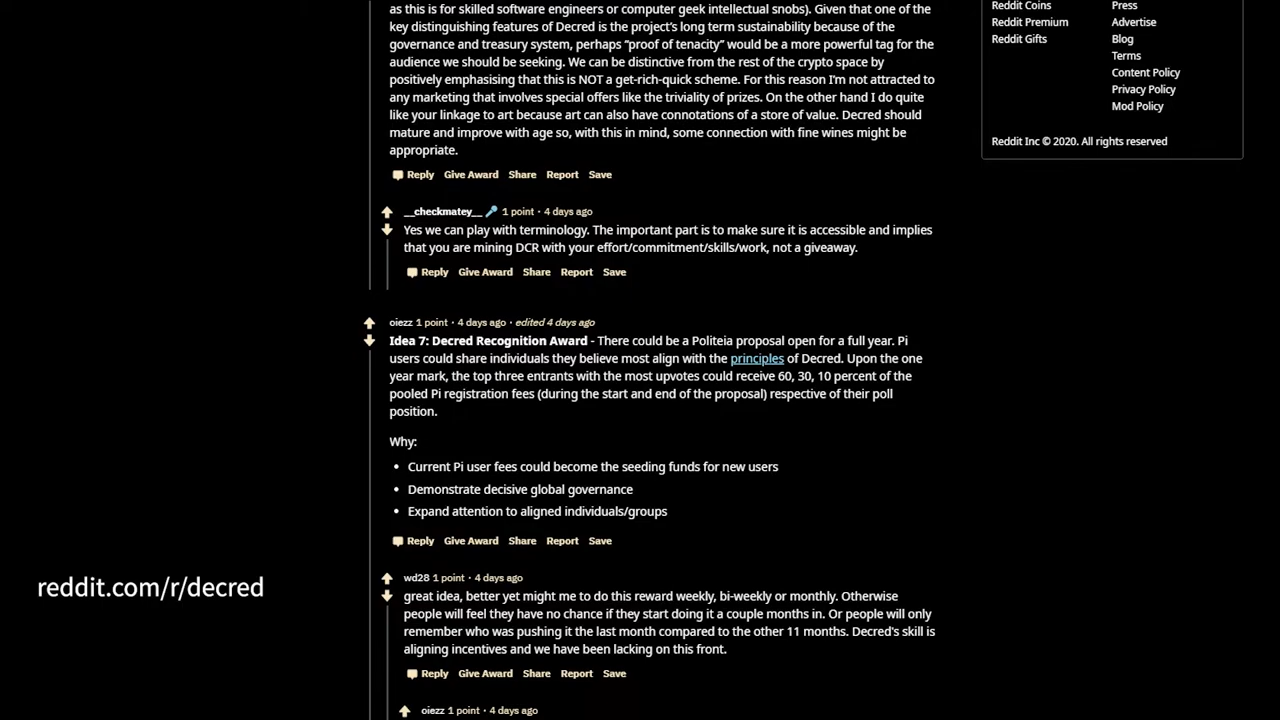 as this is for skilled software engineers or computer geek intellectual snobs). Given that one of the
key distinguishing features of Decred is the project's long term sustainability because of the
governance and treasury system, perhaps “proof of tenacity” would be a more powerful tag for the
audience we should be seeking. We can be distinctive from the rest of the crypto space by
positively emphasising that this is NOT a get-rich-quick scheme. For this reason I'm not attracted to
any marketing that involves special offers like the triviality of prizes. On the other hand I do quite
like your linkage to art because art can also have connotations of a store of value. Decred should
mature and improve with age so, with this in mind, some connection with fine wines might be
appropriate.
Reply Give Award Share Report Save
__checkmatey__ 1 point · 4 days ago
Yes we can play with terminology. The important part is to make sure it is accessible and implies
that you are mining DCR with your effort/commitment/skills/work, not a giveaway.
Reply Give Award Share Report Save
oiezz 1 point · 4 days ago · edited 4 days ago
Idea 7: Decred Recognition Award - There could be a Politeia proposal open for a full year. Pi
users could share individuals they believe most align with the principles of Decred. Upon the one
year mark, the top three entrants with the most upvotes could receive 60, 30, 10 percent of the
pooled Pi registration fees (during the start and end of the proposal) respective of their poll
position.
Why:
• Current Pi user fees could become the seeding funds for new users
• Demonstrate decisive global governance
• Expand attention to aligned individuals/groups
Reply Give Award Share Report Save
wd28 1 point · 4 days ago
great idea, better yet might me to do this reward weekly, bi-weekly or monthly. Otherwise
people will feel they have no chance if they start doing it a couple months in. Or people will only
remember who was pushing it the last month compared to the other 11 months. Decred's skill is
aligning incentives and we have been lacking on this front.
Reply Give Award Share Report Save
oiezz 1 point · 4 days ago
reddit.com/r/decred
Reddit Coins
Reddit Premium
Reddit Gifts
Press
Advertise
Blog
Terms
Content Policy
Privacy Policy
Mod Policy
Reddit Inc © 2020. All rights reserved